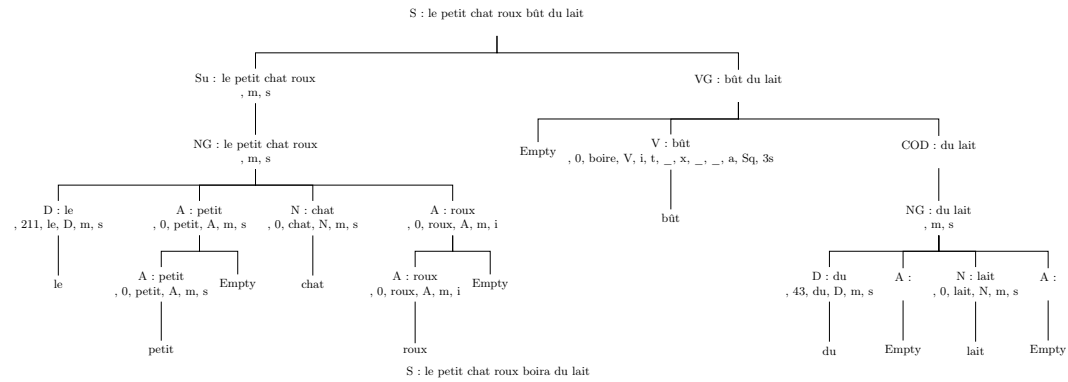 S : le petit chat roux bût du lait
Su : le petit chat roux
, m, s
VG : bût du lait
NG : le petit chat roux
, m, s
Empty
V : bût
, 0, boire, V, i, t, _, x, _, _, a, Sq, 3s
COD : du lait
D : le
, 211, le, D, m, s
A : petit
, 0, petit, A, m, s
N : chat
, 0, chat, N, m, s
A : roux
, 0, roux, A, m, i
bût
NG : du lait
, m, s
le
A : petit
, 0, petit, A, m, s
Empty
chat
A : roux
, 0, roux, A, m, i
Empty
D : du
, 43, du, D, m, s
A :
N : lait
, 0, lait, N, m, s
A :
petit
roux
du
Empty
lait
Empty
S : le petit chat roux boira du lait